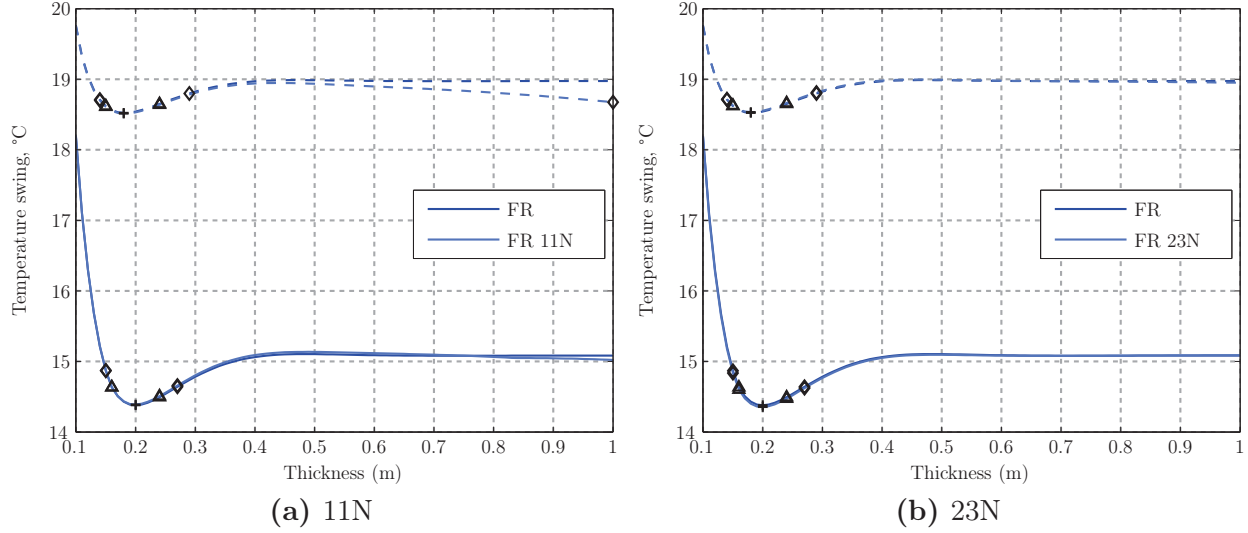 20
19
18
17
16
15
14
Temperature swing, °C
FR
FR 11N
0.1 0.2 0.3 0.4 0.5 0.6 0.7 0.8 0.9 1
Thickness (m)
(a) 11N
20
19
18
17
16
15
14
Temperature swing, °C
FR
FR 23N
0.1 0.2 0.3 0.4 0.5 0.6 0.7 0.8 0.9 1
Thickness (m)
(b) 23N